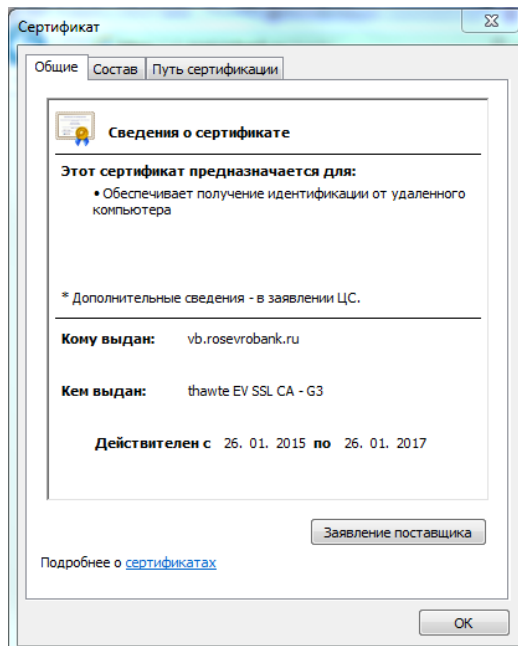 Сертификат
Общие Состав Путь сертификации
Сведения о сертификате
Этот сертификат предназначается для:
• Обеспечивает получение идентификации от удаленного
компьютера
* Дополнительные сведения - в заявлении ЦС.
Кому выдан: vb.rosevrobank.ru
Кем выдан: thawte EV SSL CA - G3
Действителен с 26. 01. 2015 по 26. 01. 2017
Заявление поставщика
Подробнее о сертификатах
ОК